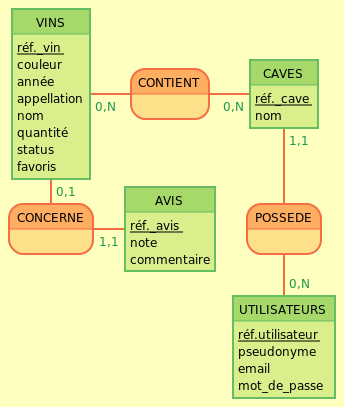 VINS
réf._vin
couleur
année
appellation
nom
quantité
status
favoris
CONTIENT
0,N
0,N
CAVES
réf._cave
nom
0,1
1,1
CONCERNE
1,1
AVIS
réf._avis
note
commentaire
POSSEDE
0,N
UTILISATEURS
réf.utilisateur
pseudonyme
email
mot_de_passe